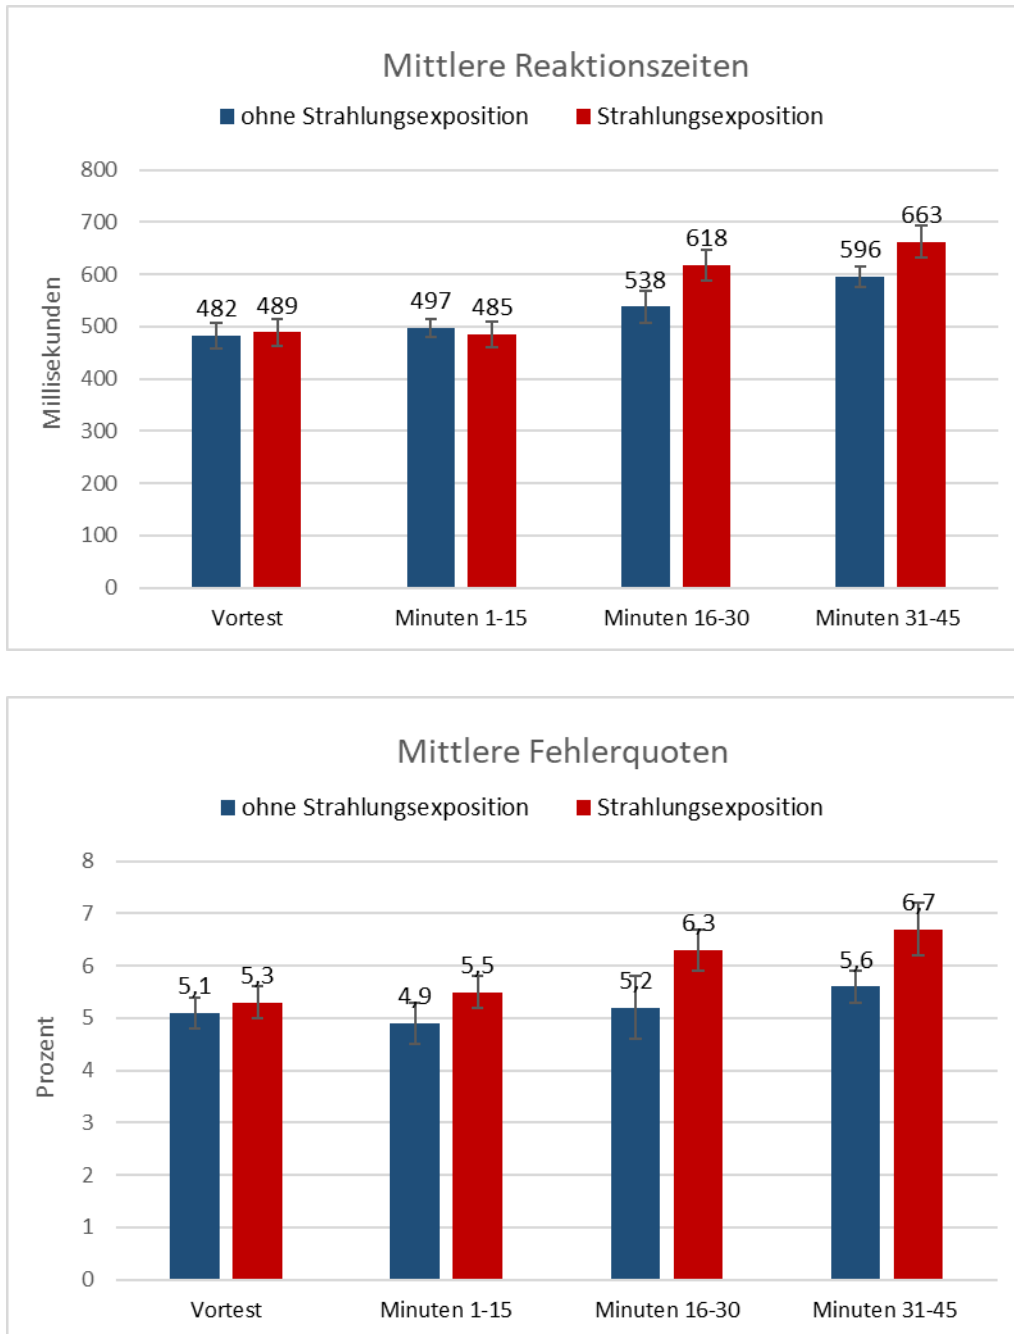 Mittlere Reaktionszeiten
ohne Strahlungsexposition Strahlungsexposition
800
700
600
500
400
300
200
100
0
Millisekunden
482 489 497 485 538 618 596 663
Vortest Minuten 1-15 Minuten 16-30 Minuten 31-45
Mittlere Fehlerquoten
ohne Strahlungsexposition Strahlungsexposition
8
7
6
5
4
3
2
1
0
Prozent
5,1 5,3 4,9 5,5 5,2 6,3 5,6 6,7
Vortest Minuten 1-15 Minuten 16-30 Minuten 31-45